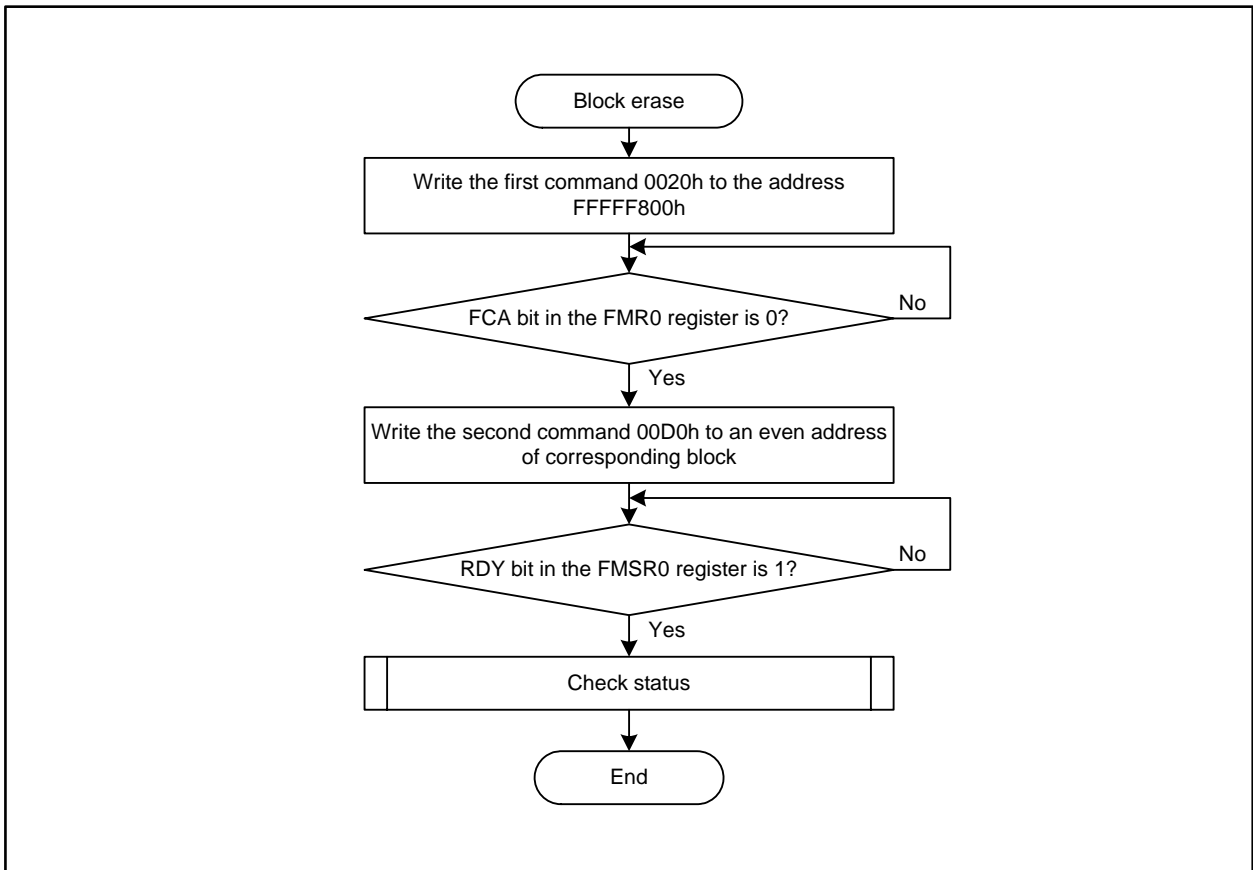 Block erase
Write the first command 0020h to the address
FFFFF800h
FCA bit in the FMR0 register is 0?
No
Yes
Write the second command 00D0h to an even address
of corresponding block
RDY bit in the FMSR0 register is 1?
No
Yes
Check status
End